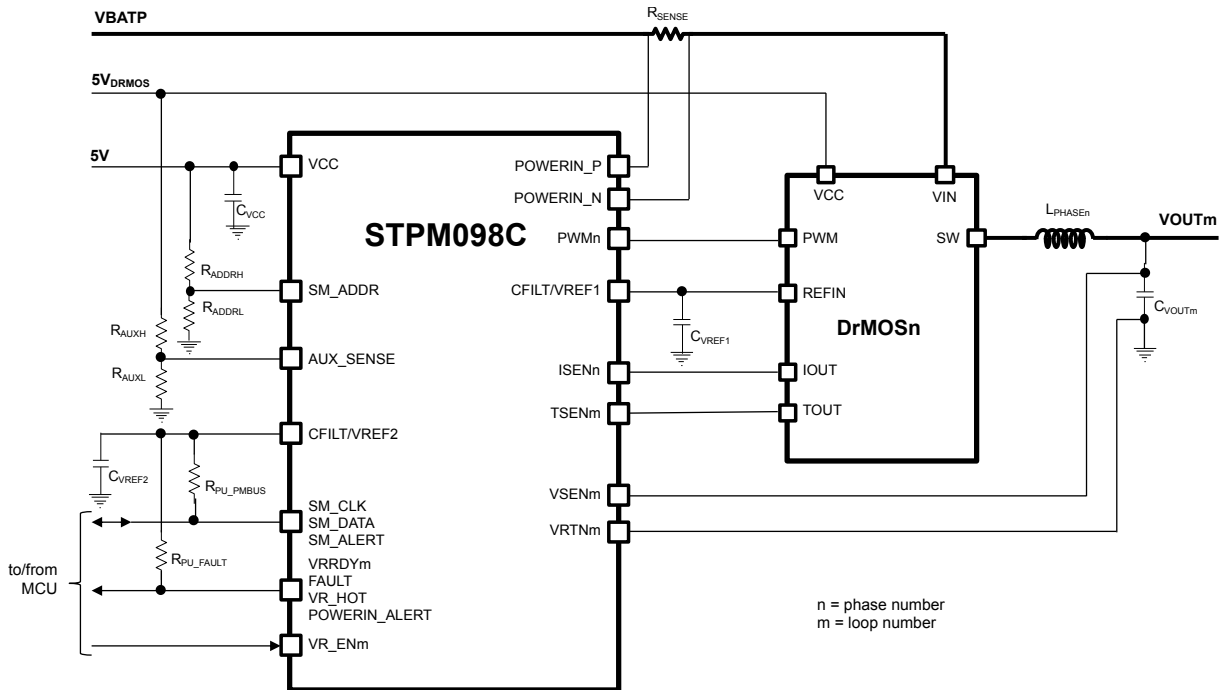 VBATP
RSENSE
5VDRMOS
5V
VCC
CVCC
POWERIN_P
POWERIN_N
STPM098C
PWMn
RADDRH
SM_ADDR
RADDRL
CFILT/VREF1
CVREF1
RAUXH
AUX_SENSE
RAUXL
ISENn
TSENm
CFILT/VREF2
CVREF2
RPU_PMBUS
SM_CLK
SM_DATA
SM_ALERT
RPU_FAULT
VRRDYm
FAULT
VR_HOT
POWERIN_ALERT
VR_ENm
to/from
MCU
VSENm
VRTNm
VCC
VIN
PWM
SW
REFIN
DrMOSn
IOUT
TOUT
LPHASEn
VOUTm
CVOUTm
n = phase number
m = loop number